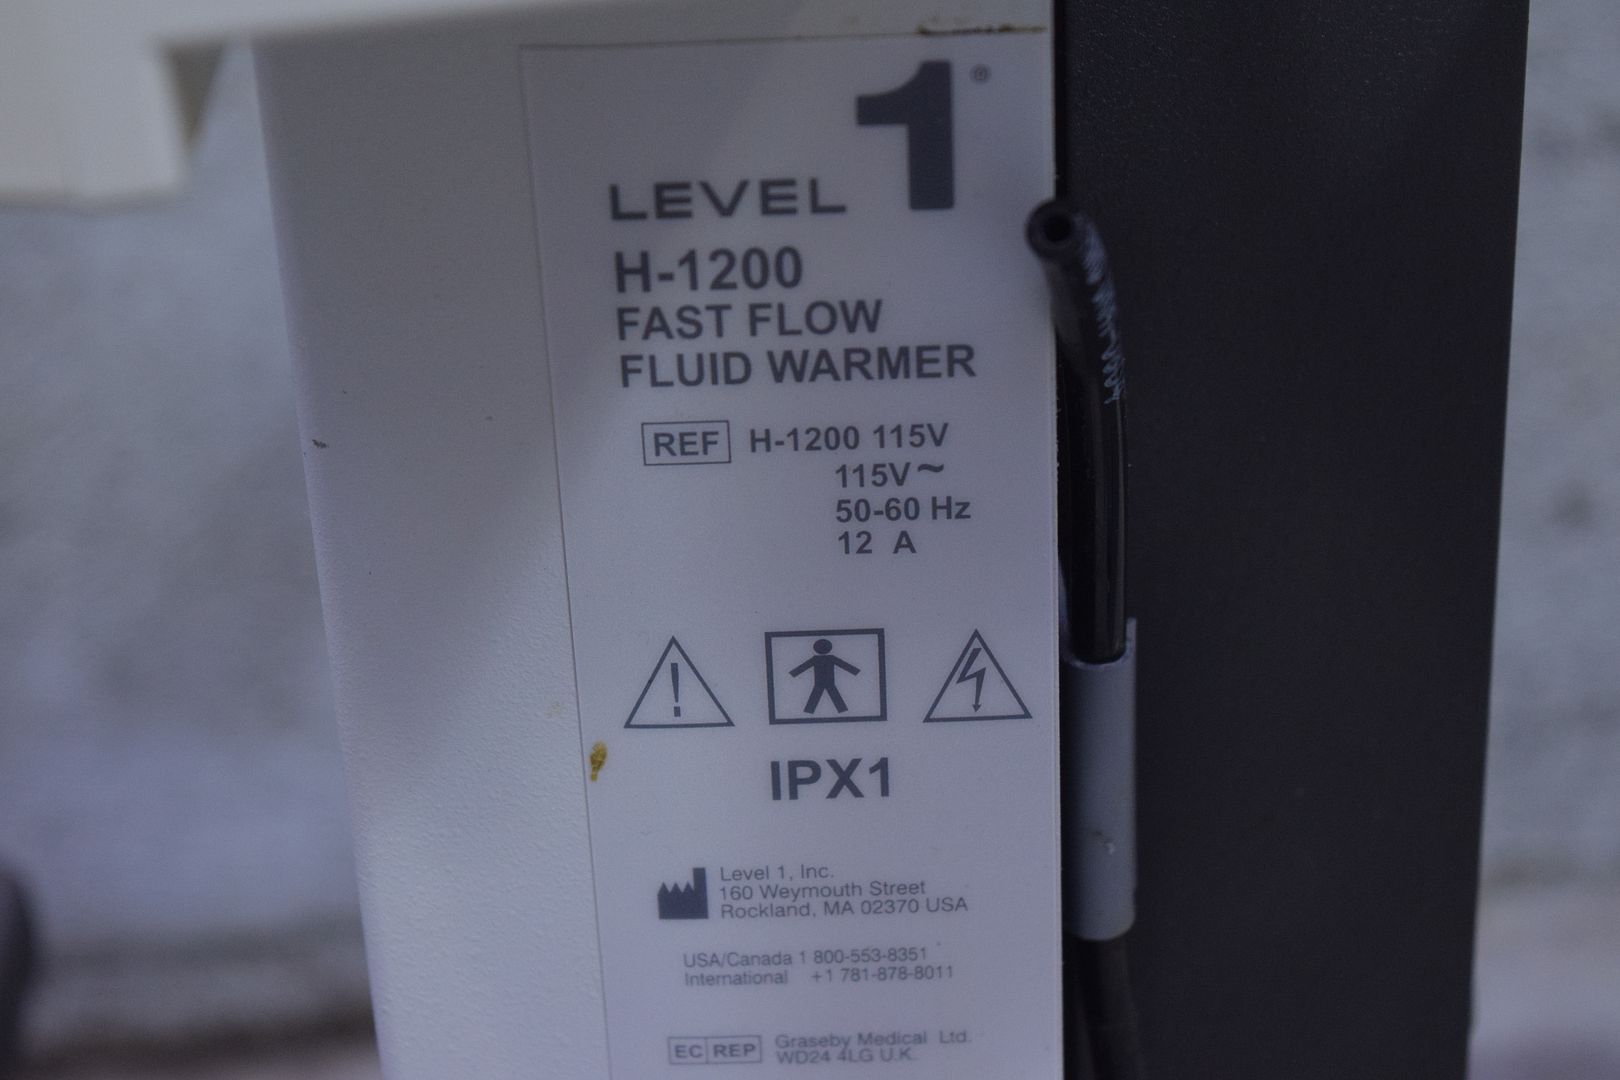 LEVEL 1®
H-1200
FAST FLOW
FLUID WARMER
REF H-1200 115V
115V~
50-60 Hz
12 A
IPX1
Level 1, Inc.
160 Weymouth Street
Rockland, MA 02370 USA
USA/Canada 1 800-553-8351
International +1 781-878-8011
EC REP Graseby Medical Ltd.
WD24 4LG U.K.